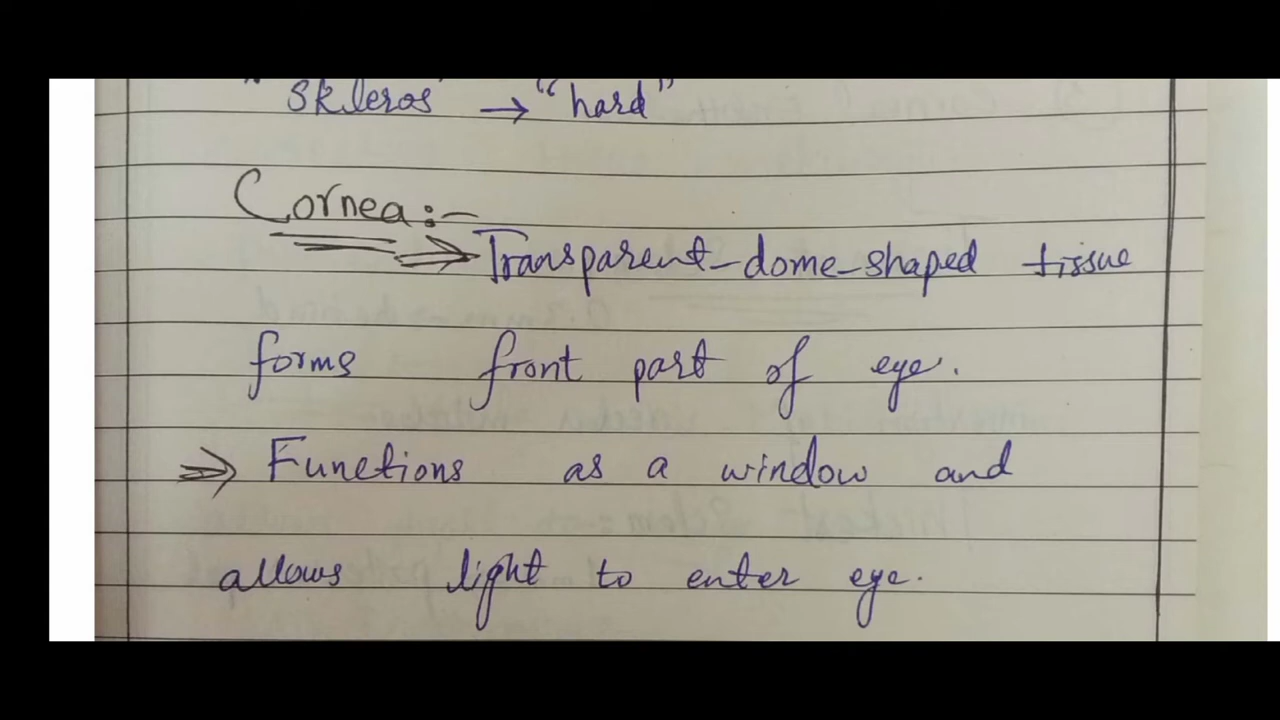 "skleros" → "hard"
Cornea:-
⇒ Transparent-dome-shaped tissue
forms front part of eye.
⇒ Functions as a window and
allows light to enter eye.